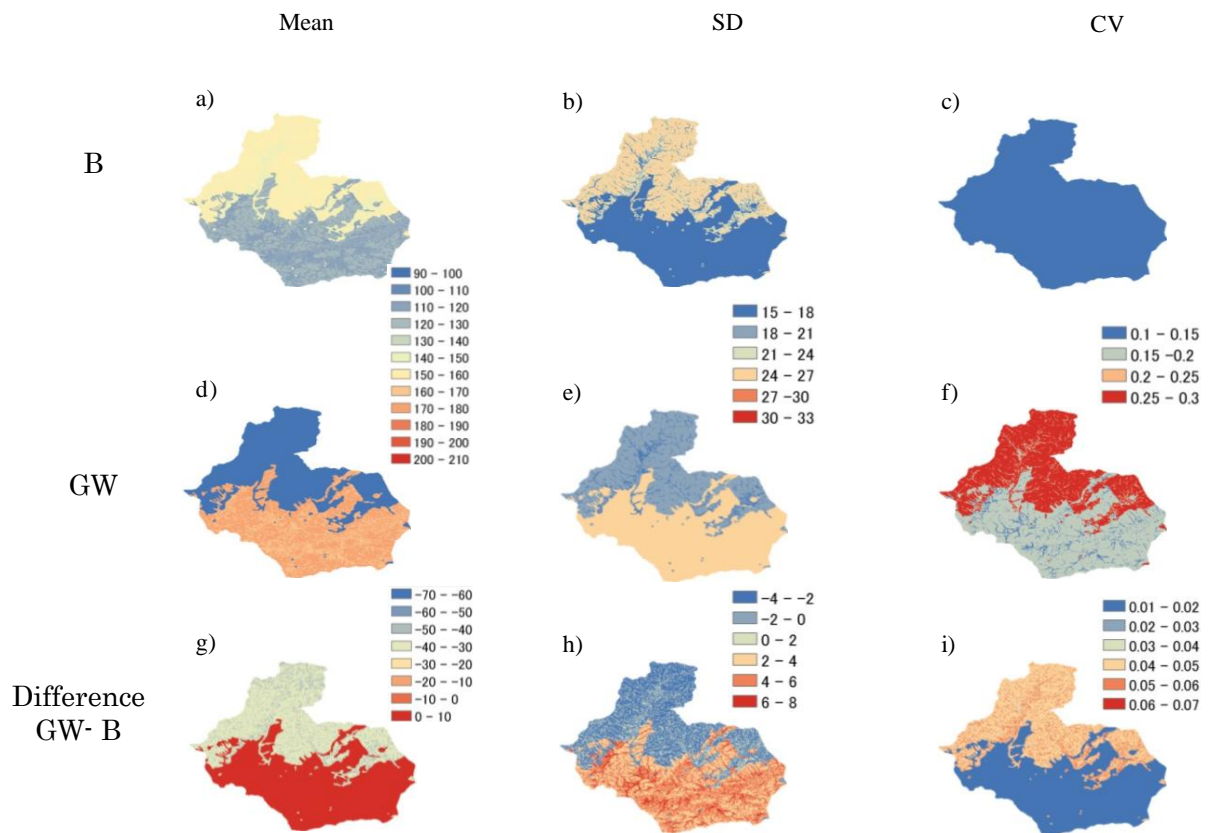 Mean
SD
CV
a)
b)
c)
B
90 – 100
100 – 110
110 – 120
120 – 130
130 – 140
140 – 150
150 – 160
160 – 170
170 – 180
180 – 190
190 – 200
200 – 210
15 – 18
18 – 21
21 – 24
24 – 27
27 –30
30 – 33
0.1 – 0.15
0.15 –0.2
0.2 – 0.25
0.25 – 0.3
d)
e)
f)
GW
–70 – –60
–60 – –50
–50 – –40
–40 – –30
–30 – –20
–20 – –10
–10 – 0
0 – 10
–4 – –2
–2 – 0
0 – 2
2 – 4
4 – 6
6 – 8
0.01 – 0.02
0.02 – 0.03
0.03 – 0.04
0.04 – 0.05
0.05 – 0.06
0.06 – 0.07
g)
h)
i)
Difference
GW- B